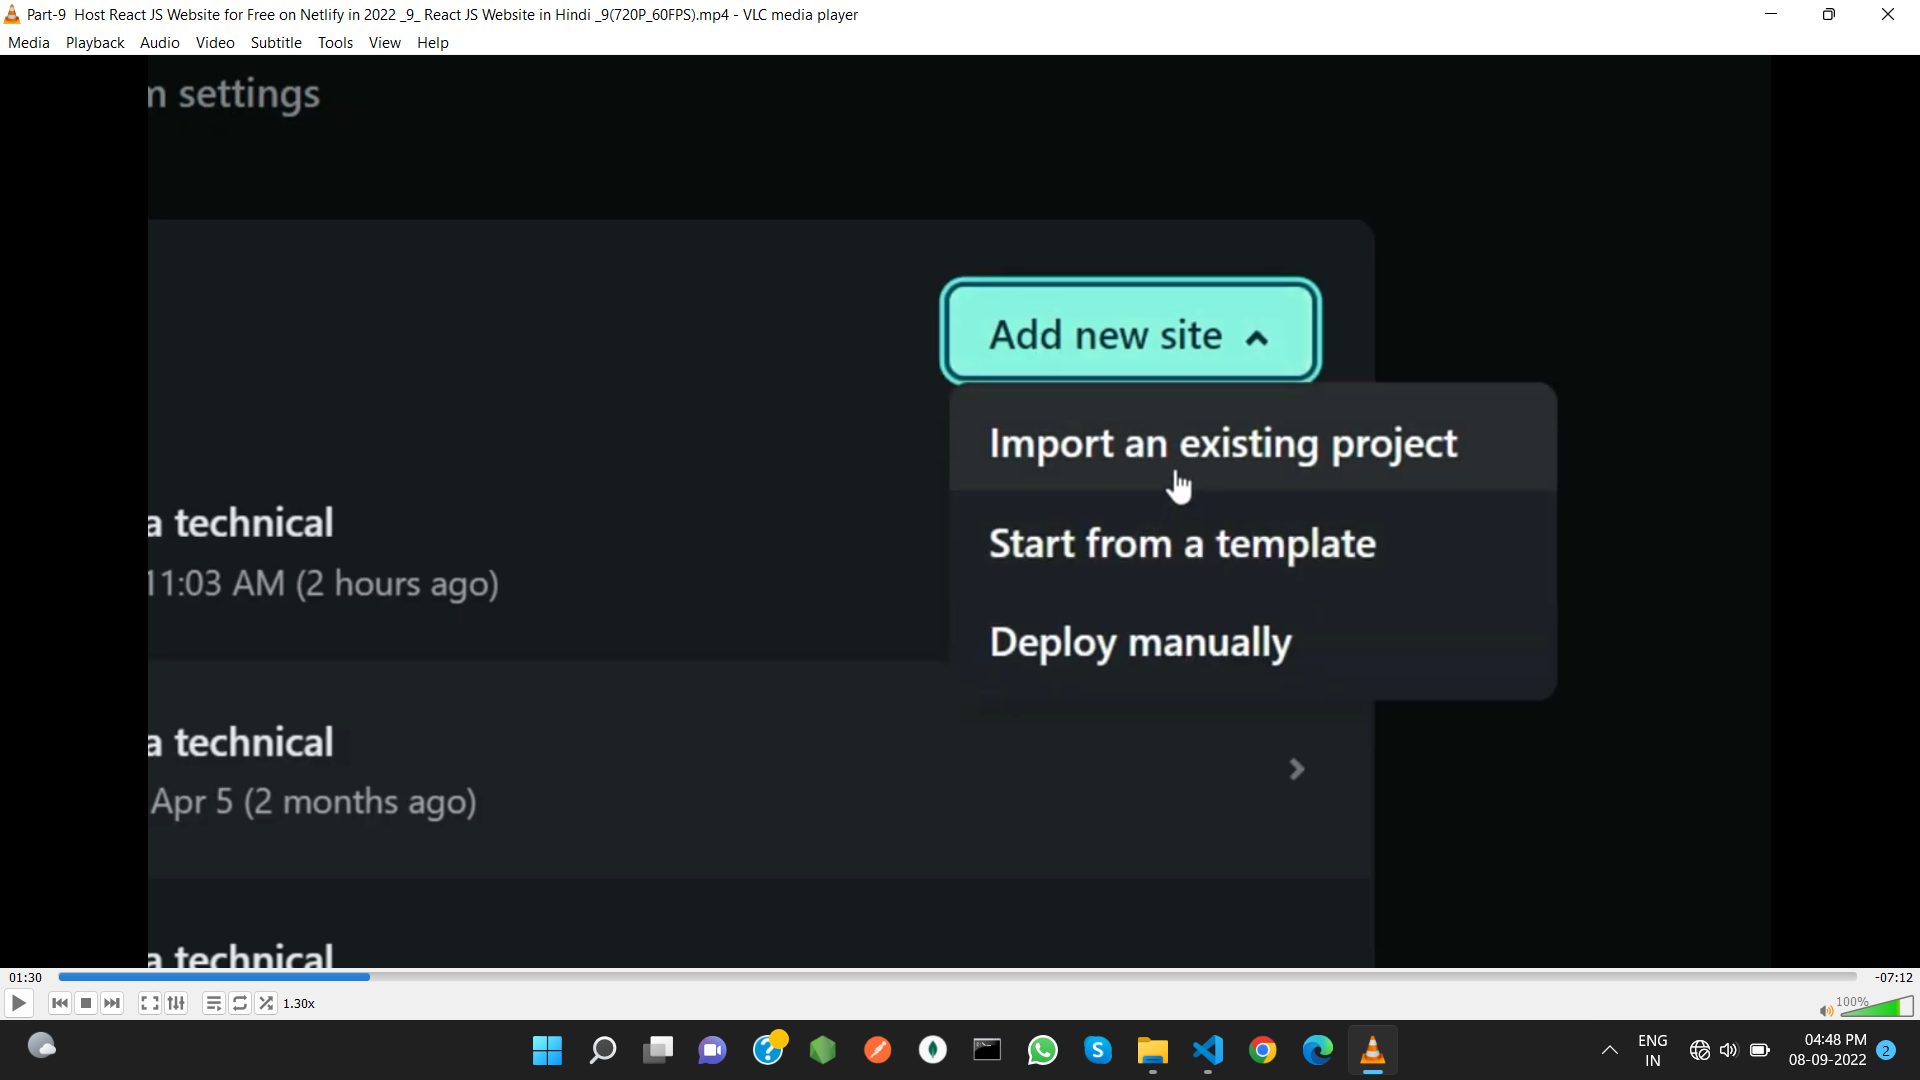 Part-9 Host React JS Website for Free on Netlify in 2022 _9_ React JS Website in Hindi _9(720P_60FPS).mp4 - VLC media player
Media Playback Audio Video Subtitle Tools View Help
m settings
Add new site
Import an existing project
Start from a template
Deploy manually
a technical
11:03 AM (2 hours ago)
a technical
Apr 5 (2 months ago)
a technical
01:30
-07:12
1.30x
100%
ENG
IN
04:48 PM
08-09-2022
2